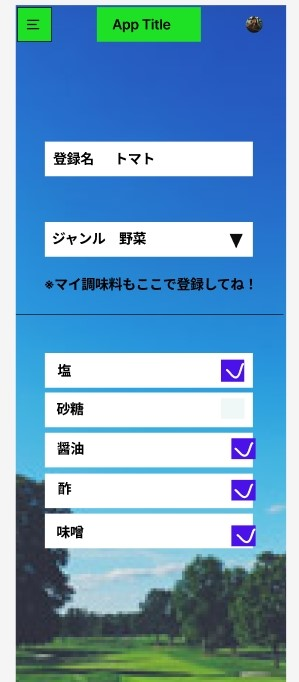 App Title
登録名 トマト
ジャンル 野菜
※マイ調味料もここで登録してね！
塩
砂糖
醤油
酢
味噌